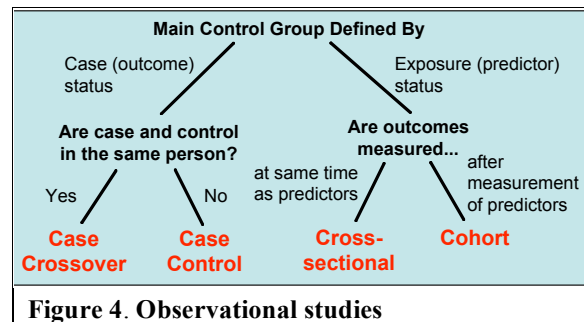 Main Control Group Defined By
Case (outcome)
status
Exposure (predictor)
status
Are case and control
in the same person?
Are outcomes
measured...
Yes
No
at same time
as predictors
after
measurement
of predictors
Case
Crossover
Case
Control
Cross-
sectional
Cohort
Figure 4. Observational studies